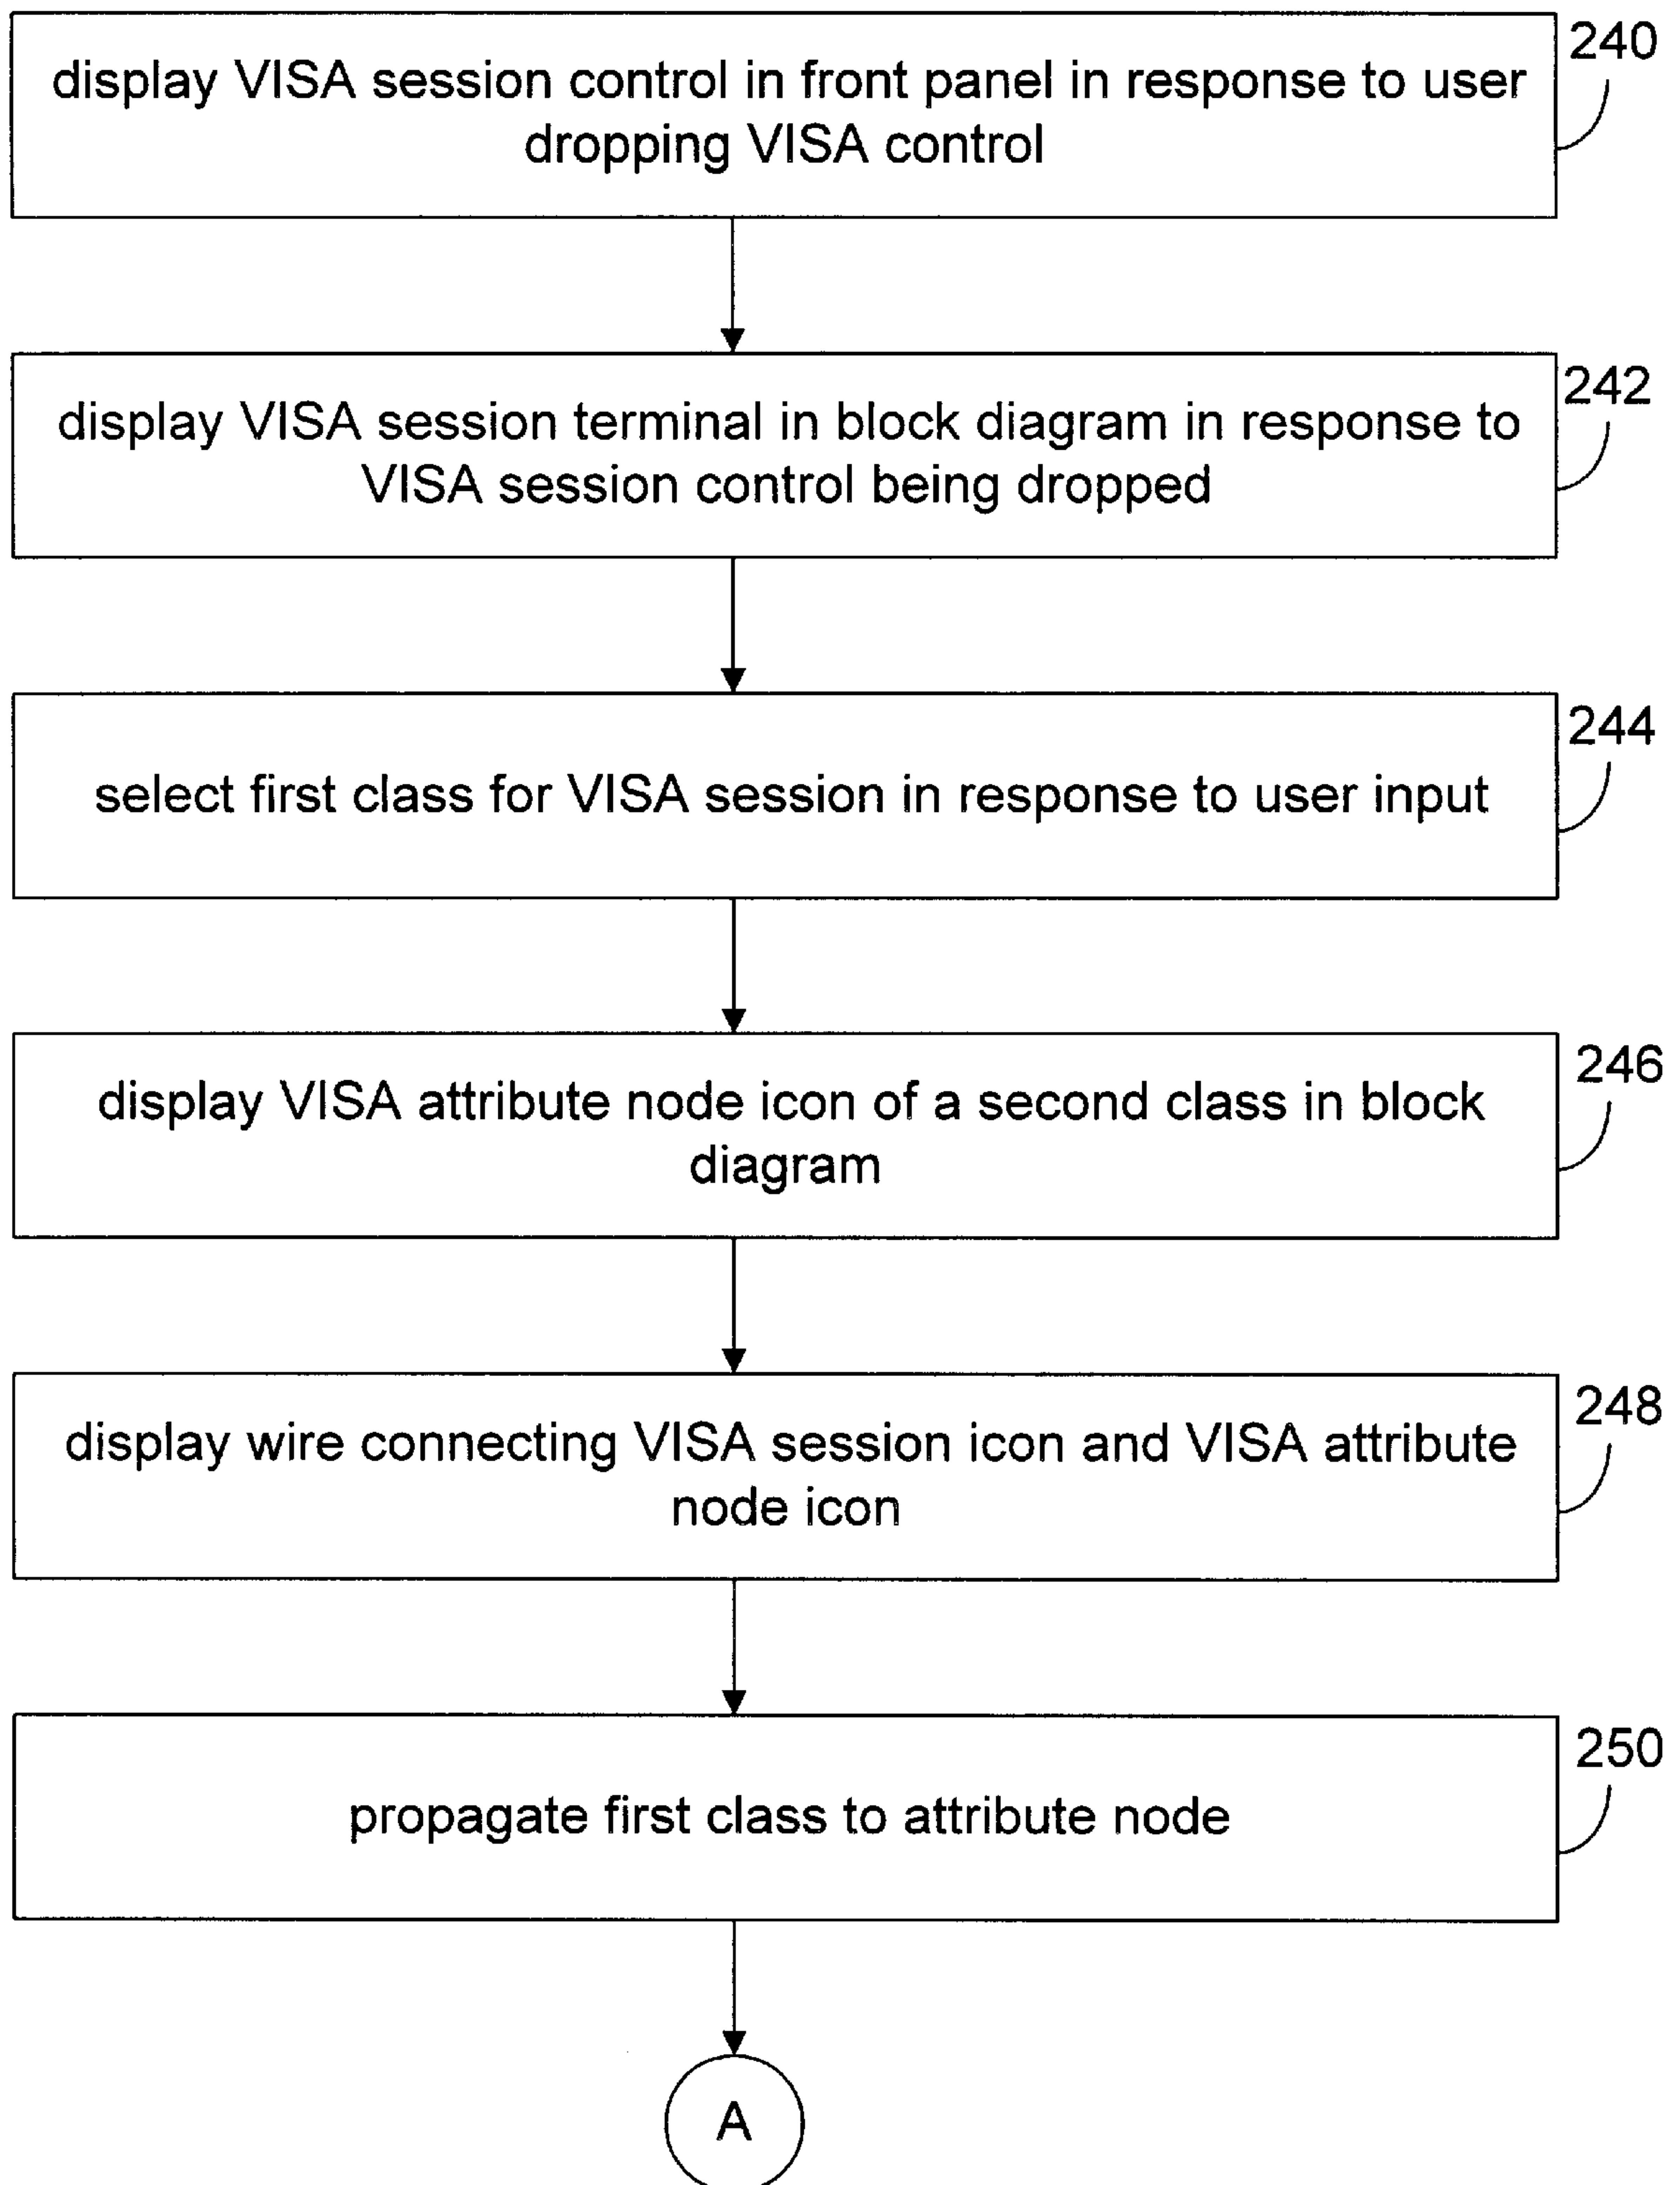 240
display VISA session control in front panel in response to user
dropping VISA control
242
display VISA session terminal in block diagram in response to
VISA session control being dropped
244
select first class for VISA session in response to user input
246
display VISA attribute node icon of a second class in block
diagram
248
display wire connecting VISA session icon and VISA attribute
node icon
250
propagate first class to attribute node
A